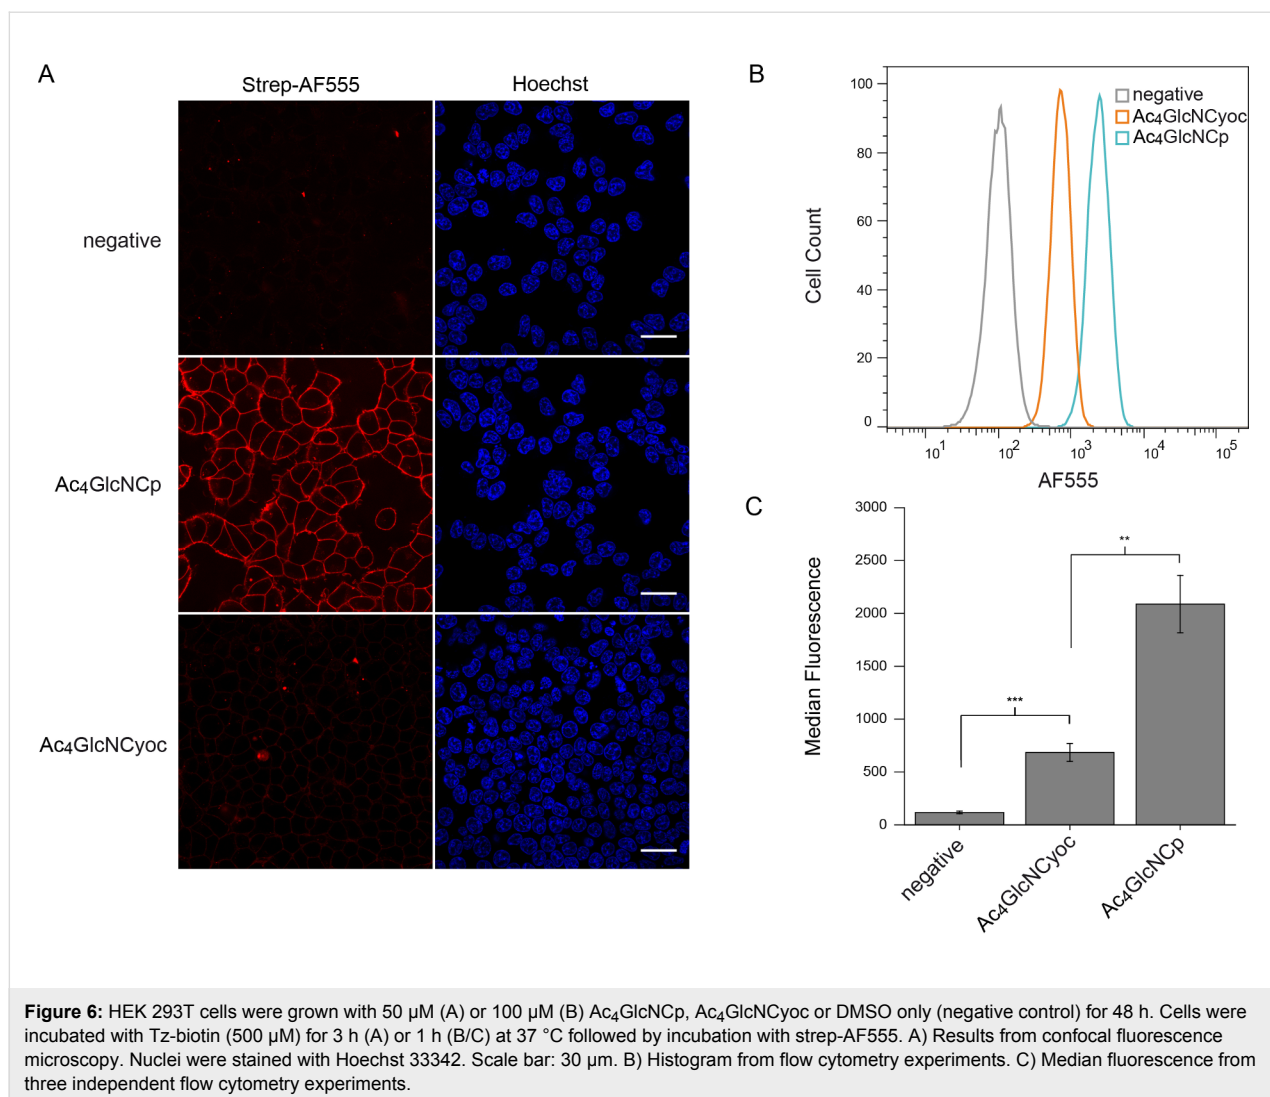 A
Strep-AF555
Hoechst
negative
Ac4GlcNCp
Ac4GlcNCyoc
B
100
80
60
40
20
0
Cell Count
10^1
10^2
10^3
10^4
10^5
AF555
negative
Ac4GlcNCyoc
Ac4GlcNCp
C
3000
2500
2000
1500
1000
500
0
Median Fluorescence
***
**
negative
Ac4GlcNCyoc
Ac4GlcNCp
Figure 6: HEK 293T cells were grown with 50 µM (A) or 100 µM (B) Ac4GlcNCp, Ac4GlcNCyoc or DMSO only (negative control) for 48 h. Cells were
incubated with Tz-biotin (500 µM) for 3 h (A) or 1 h (B/C) at 37 °C followed by incubation with strep-AF555. A) Results from confocal fluorescence
microscopy. Nuclei were stained with Hoechst 33342. Scale bar: 30 µm. B) Histogram from flow cytometry experiments. C) Median fluorescence from
three independent flow cytometry experiments.